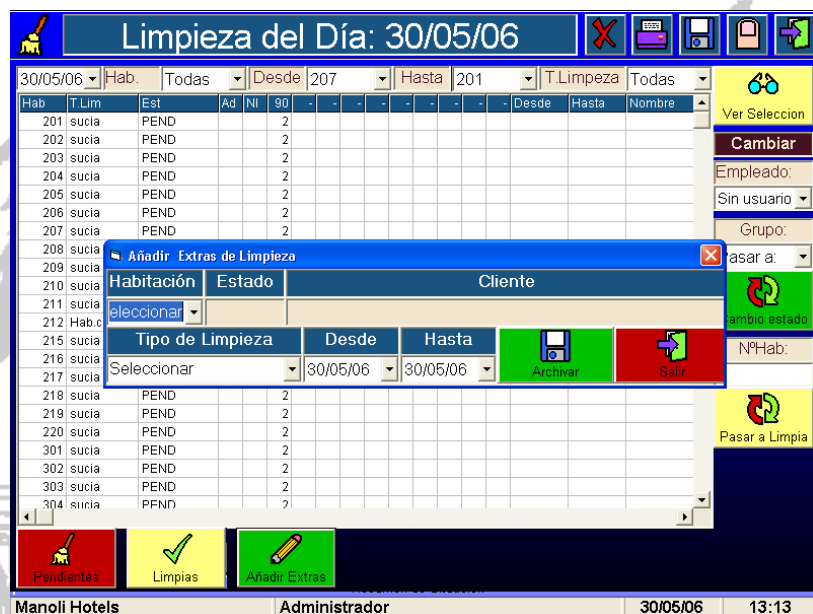 Limpieza del Día: 30/05/06
30/05/06 Hab. Todas Desde 207 Hasta 201 T.Limpeza Todas
Hab T.Lim Est Ad NI 90 - - - - - - - - - Desde Hasta Nombre
201 sucia PEND 2
202 sucia PEND 2
203 sucia PEND 2
204 sucia PEND 2
205 sucia PEND 2
206 sucia PEND 2
207 sucia PEND 2
208 sucia
209 sucia
210 sucia
211 sucia
212 Hab.c
215 sucia
216 sucia
217 sucia
218 sucia PEND 2
219 sucia PEND 2
220 sucia PEND 2
301 sucia PEND 2
302 sucia PEND 2
303 sucia PEND 2
304 sucia PEND 2
Ver Seleccion
Cambiar
Empleado:
Sin usuario
Grupo:
asar a:
ambio estado
NºHab:
Pasar a Limpia
Añadir Extras de Limpieza
Habitación Estado Cliente
eleccionar
Tipo de Limpieza Desde Hasta
Seleccionar 30/05/06 30/05/06
Archivar Salir
Pendientes Limpias Añadir Extras
Manoli Hotels Administrador 30/05/06 13:13